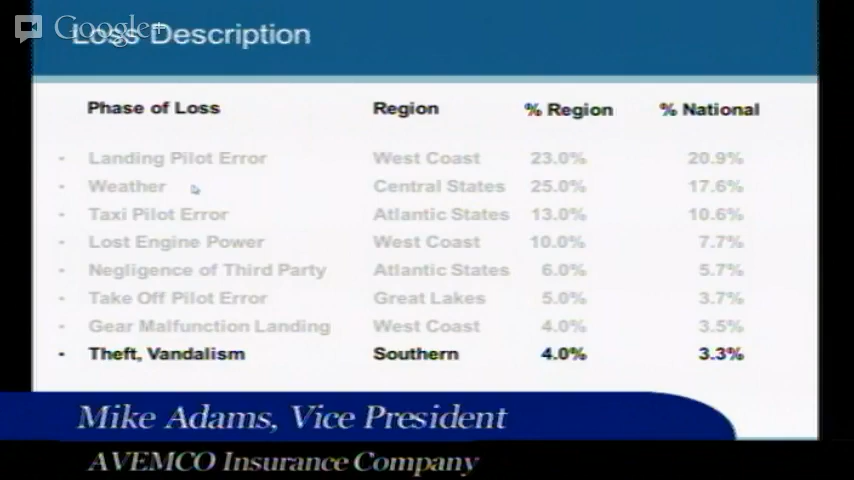 Google+
Loss Description
Phase of Loss Region % Region % National
• Landing Pilot Error West Coast 23.0% 20.9%
• Weather Central States 25.0% 17.6%
• Taxi Pilot Error Atlantic States 13.0% 10.6%
• Lost Engine Power West Coast 10.0% 7.7%
• Negligence of Third Party Atlantic States 6.0% 5.7%
• Take Off Pilot Error Great Lakes 5.0% 3.7%
• Gear Malfunction Landing West Coast 4.0% 3.5%
• Theft, Vandalism Southern 4.0% 3.3%
Mike Adams, Vice President
AVEMCO Insurance Company